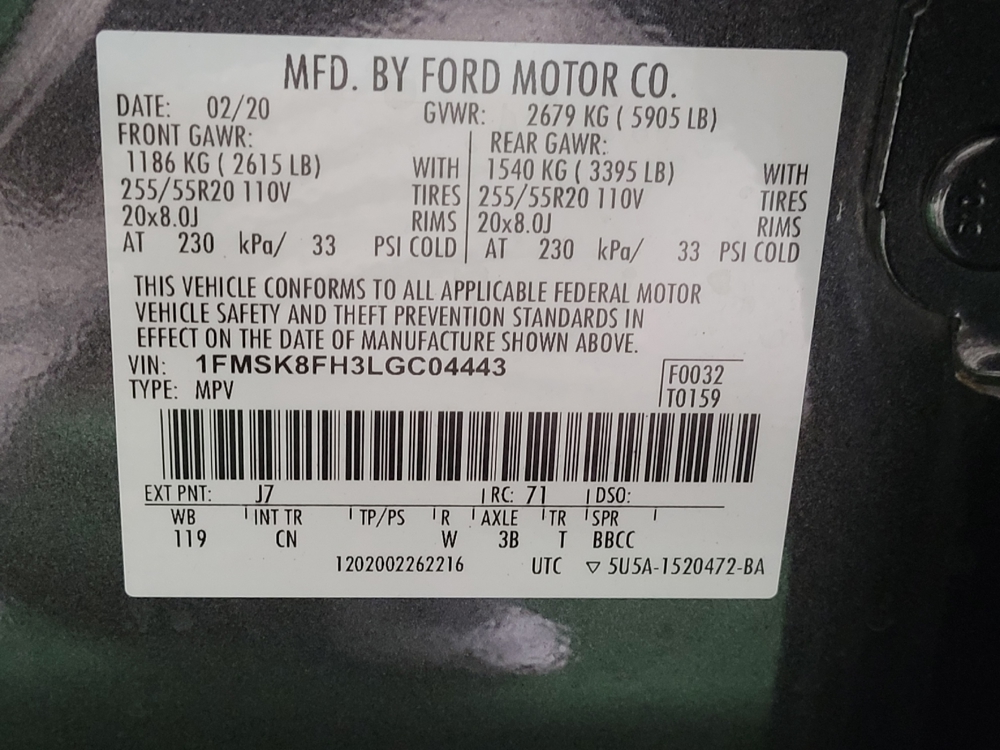 MFD. BY FORD MOTOR CO.
DATE: 02/20 GVWR: 2679 KG ( 5905 LB)
FRONT GAWR: REAR GAWR:
1186 KG ( 2615 LB) WITH 1540 KG ( 3395 LB) WITH
255/55R20 110V TIRES 255/55R20 110V TIRES
20x8.0J RIMS 20x8.0J RIMS
AT 230 kPa/ 33 PSI COLD AT 230 kPa/ 33 PSI COLD
THIS VEHICLE CONFORMS TO ALL APPLICABLE FEDERAL MOTOR
VEHICLE SAFETY AND THEFT PREVENTION STANDARDS IN
EFFECT ON THE DATE OF MANUFACTURE SHOWN ABOVE.
VIN: 1FMSK8FH3LGC04443
TYPE: MPV
F0032
T0159
EXT PNT: J7 RC: 71 DSO:
WB INT TR TP/PS R AXLE TR SPR
119 CN W 3B T BBCC
1202002262216 UTC ▽ 5U5A-1520472-BA